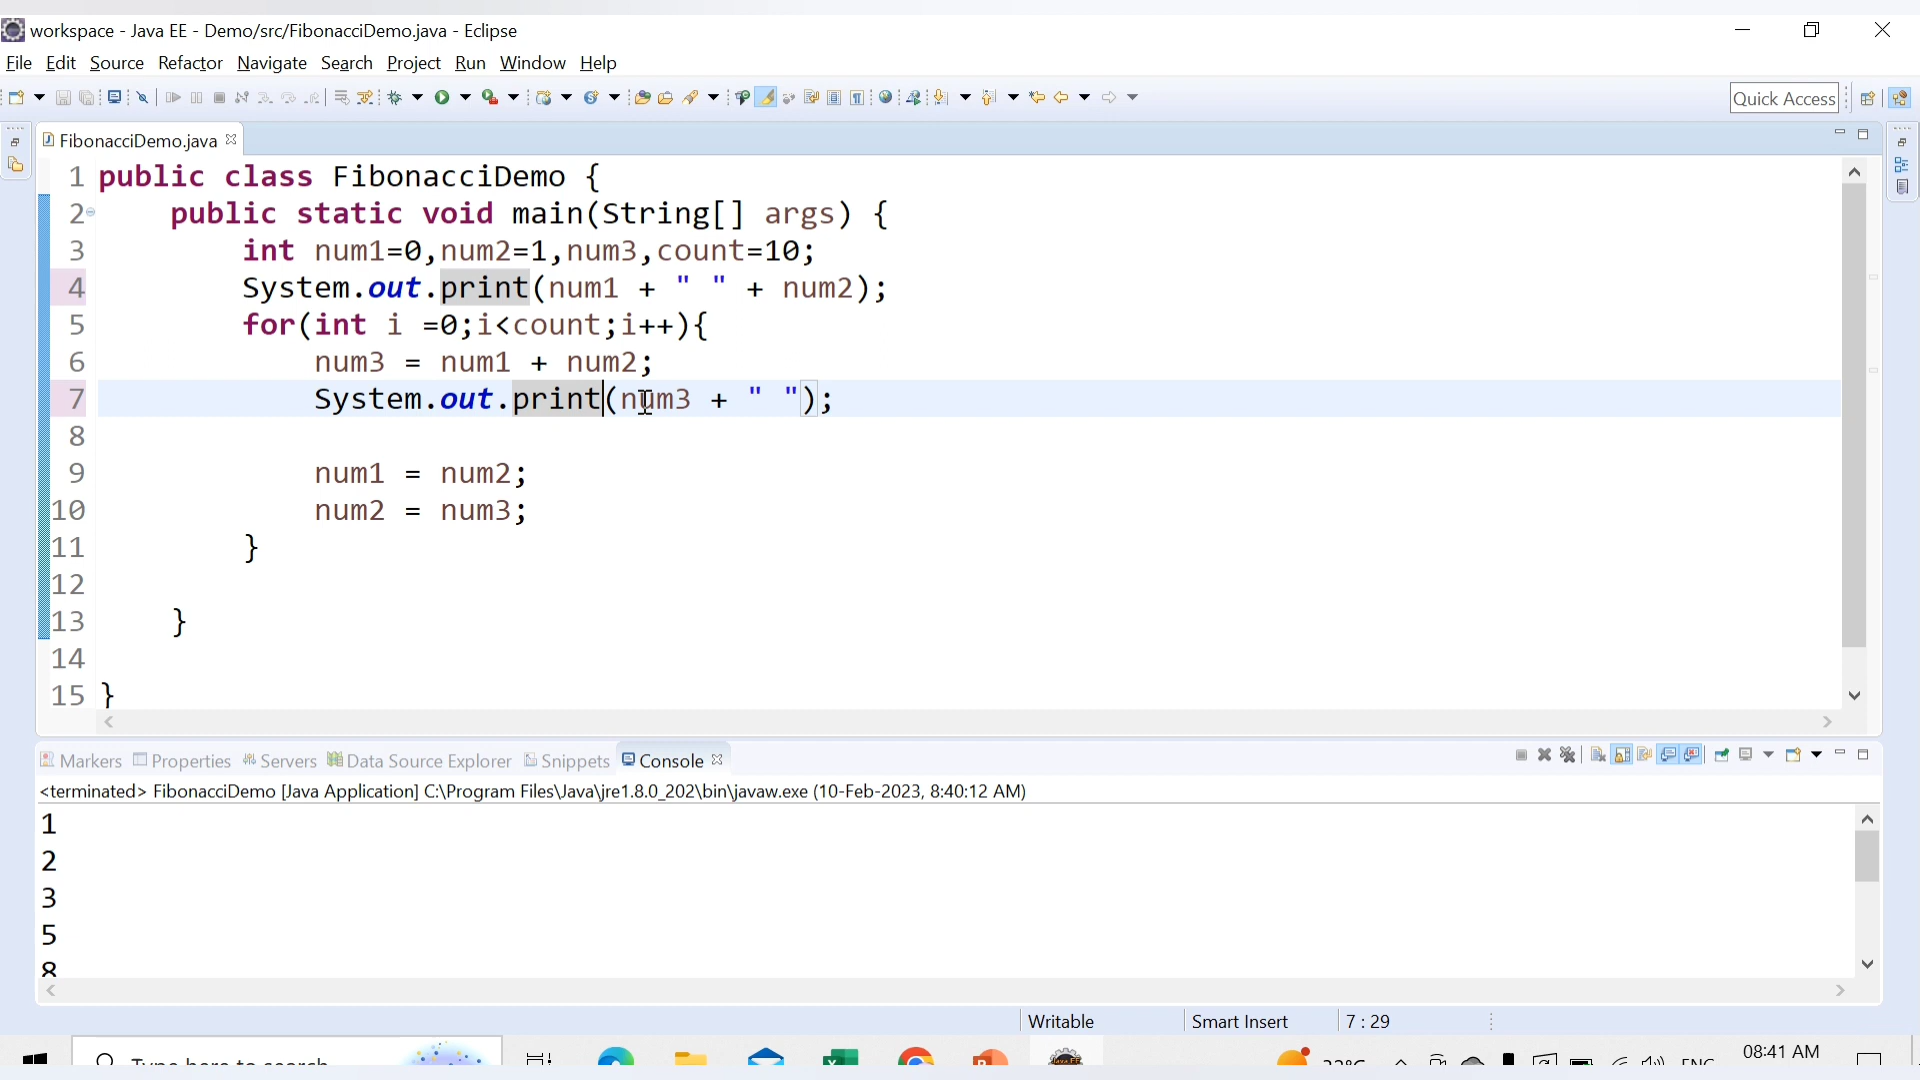 workspace - Java EE - Demo/src/FibonacciDemo.java - Eclipse
File Edit Source Refactor Navigate Search Project Run Window Help
Quick Access
FibonacciDemo.java
1 public class FibonacciDemo {
2 public static void main(String[] args) {
3 int num1=0,num2=1,num3,count=10;
4 System.out.print(num1 + " " + num2);
5 for(int i =0;i<count;i++){
6 num3 = num1 + num2;
7 System.out.print(num3 + " ");
8
9 num1 = num2;
10 num2 = num3;
11 }
12
13 }
14
15 }
Markers Properties Servers Data Source Explorer Snippets Console
<terminated> FibonacciDemo [Java Application] C:\Program Files\Java\jre1.8.0_202\bin\javaw.exe (10-Feb-2023, 8:40:12 AM)
1
2
3
5
8
Writable Smart Insert 7 : 29
Type here to search ENG 08:41 AM